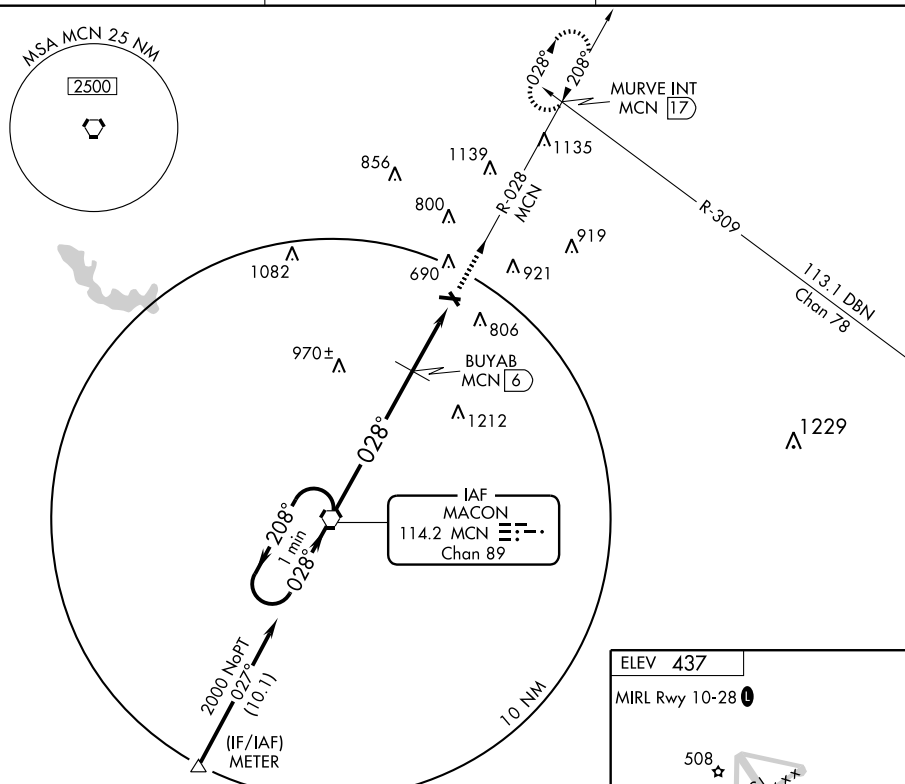 MSA MCN 25 NM
2500
028°
208°
MURVE INT
MCN 17
1135
1139
856
R-028
MCN
800
R-309
919
1082
690
921
113.1 DBN
Chan 78
806
970±
BUYAB
MCN 6
1212
1229
028°
IAF
MACON
114.2 MCN
Chan 89
208°
1 min
028°
2000 NoPT
027°
(10.1)
10 NM
(IF/IAF)
METER
ELEV 437
MIRL Rwy 10-28 L
508